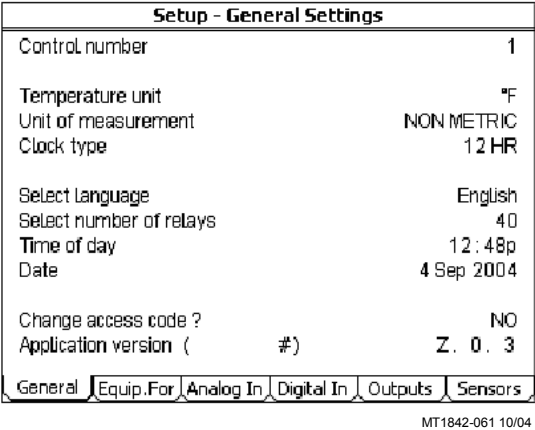 Setup - General Settings
Control number 1
Temperature unit °F
Unit of measurement NON METRIC
Clock type 12 HR
Select language English
Select number of relays 40
Time of day 12:48p
Date 4 Sep 2004
Change access code ? NO
Application version ( #) Z. 0. 3
General Equip.For Analog In Digital In Outputs Sensors
MT1842-061 10/04